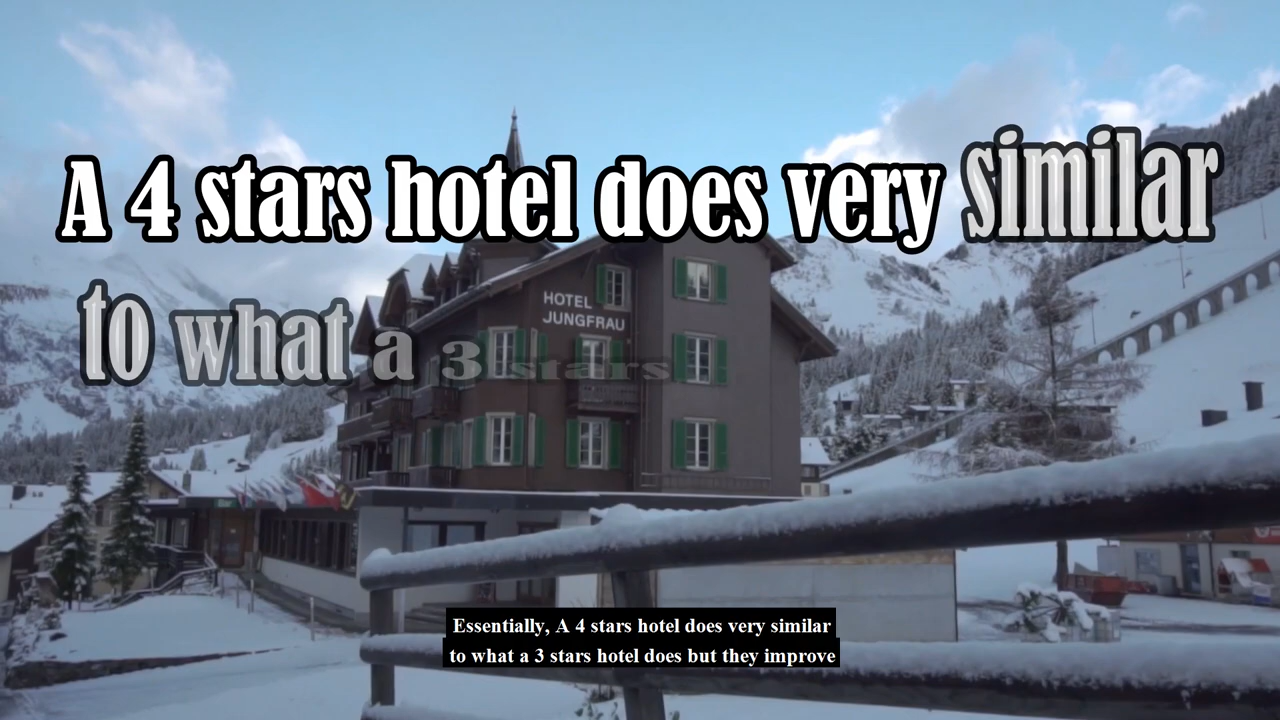 A 4 stars hotel does very similar
to what a 3 stars
HOTEL
JUNGFRAU
Essentially, A 4 stars hotel does very similar
to what a 3 stars hotel does but they improve